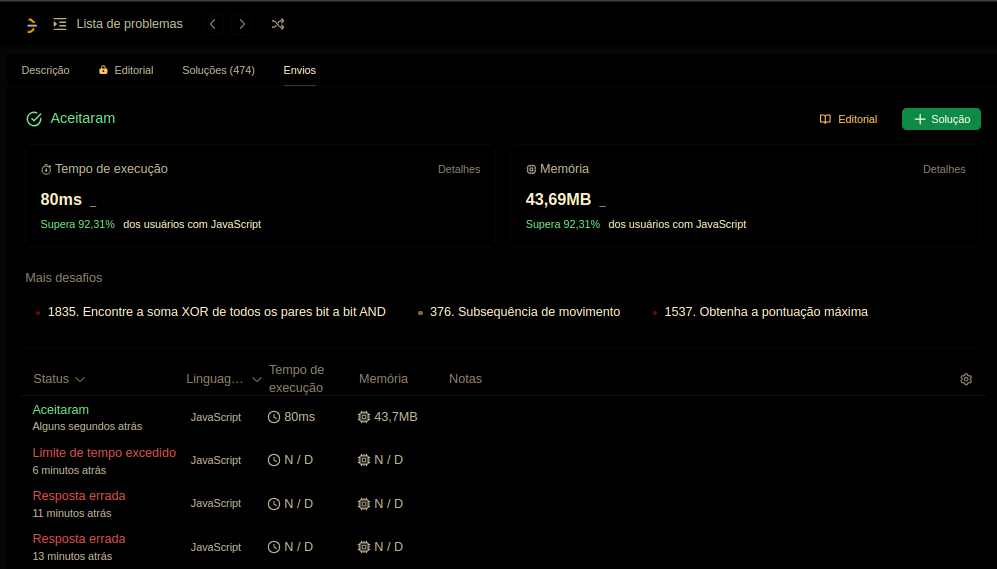 Lista de problemas
Descrição Editorial Soluções (474) Envios
Aceitaram Editorial Solução
Tempo de execução Detalhes
80ms _
Supera 92,31% dos usuários com JavaScript
Memória Detalhes
43,69MB _
Supera 92,31% dos usuários com JavaScript
Mais desafios
1835. Encontre a soma XOR de todos os pares bit a bit AND 376. Subsequência de movimento 1537. Obtenha a pontuação máxima
Status Linguag... Tempo de execução Memória Notas
Aceitaram JavaScript 80ms 43,7MB
Alguns segundos atrás
Limite de tempo excedido JavaScript N / D N / D
6 minutos atrás
Resposta errada JavaScript N / D N / D
11 minutos atrás
Resposta errada JavaScript N / D N / D
13 minutos atrás